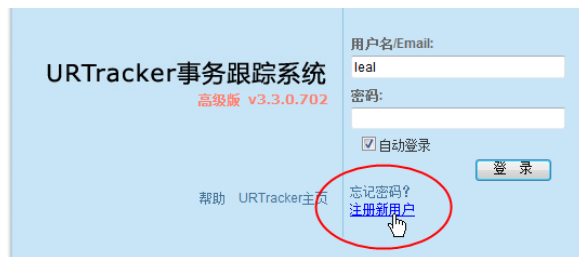 URTracker事务跟踪系统
高级版 v3.3.0.702
帮助 URTracker主页
用户名/Email:
leal
密码:
自动登录
登 录
忘记密码?
注册新用户